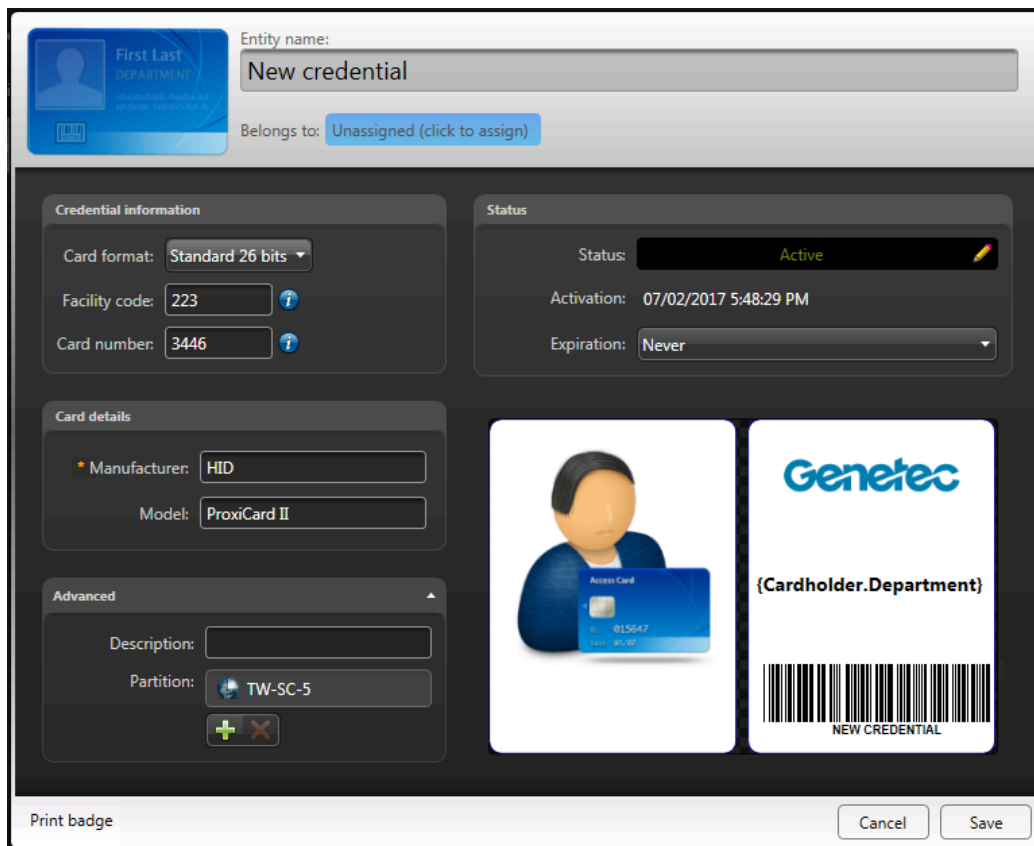 First Last
DEPARTMENT
Entity name:
New credential
Belongs to: Unassigned (click to assign)
Credential information
Card format: Standard 26 bits
Facility code: 223
Card number: 3446
Status
Status: Active
Activation: 07/02/2017 5:48:29 PM
Expiration: Never
Card details
* Manufacturer: HID
Model: ProxiCard II
Advanced
Description:
Partition: TW-SC-5
Access Card
015647
05/07
Genetec
{Cardholder.Department}
NEW CREDENTIAL
Print badge
Cancel
Save